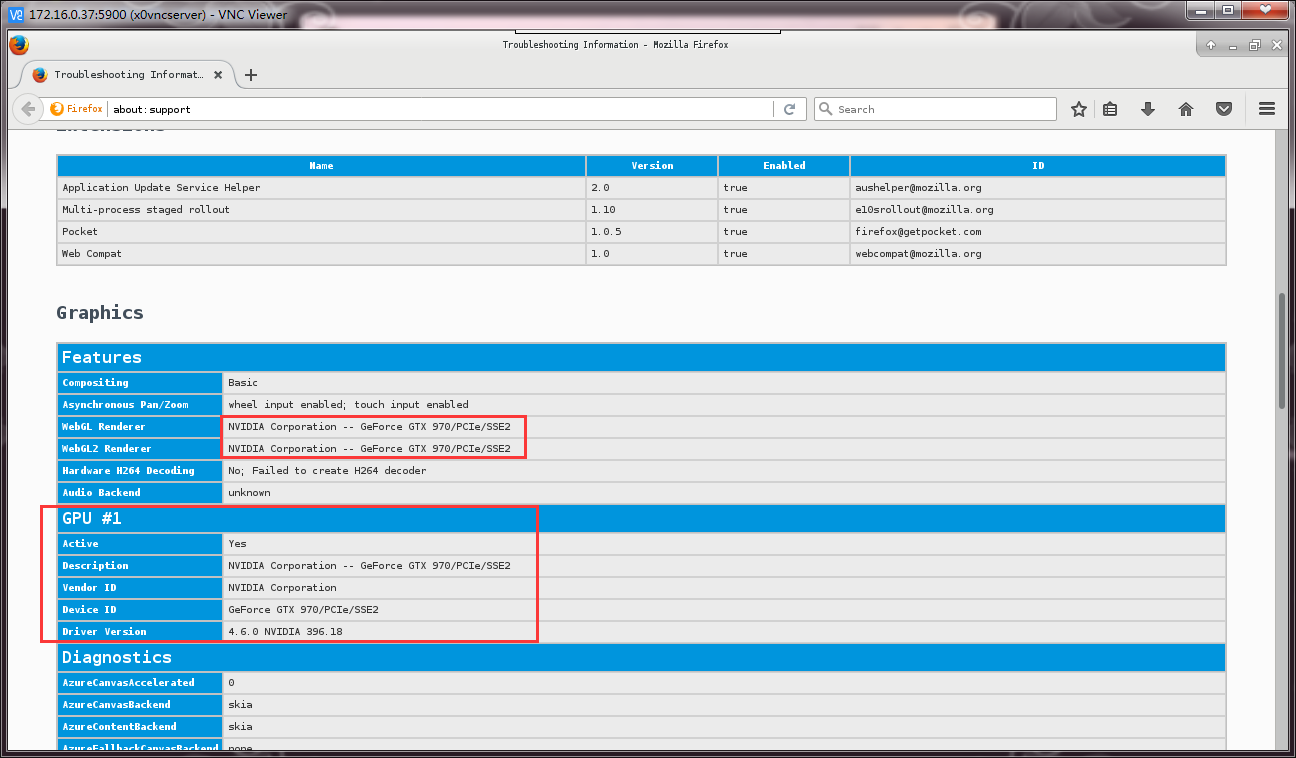 172.16.0.37:5900 (x0vncserver) - VNC Viewer
Troubleshooting Information - Mozilla Firefox
Troubleshooting Informat…
Firefox about:support Search
Extensions
Name Version Enabled ID
Application Update Service Helper 2.0 true aushelper@mozilla.org
Multi-process staged rollout 1.10 true e10srollout@mozilla.org
Pocket 1.0.5 true firefox@getpocket.com
Web Compat 1.0 true webcompat@mozilla.org
Graphics
Features
Compositing Basic
Asynchronous Pan/Zoom wheel input enabled; touch input enabled
WebGL Renderer NVIDIA Corporation -- GeForce GTX 970/PCIe/SSE2
WebGL2 Renderer NVIDIA Corporation -- GeForce GTX 970/PCIe/SSE2
Hardware H264 Decoding No; Failed to create H264 decoder
Audio Backend unknown
GPU #1
Active Yes
Description NVIDIA Corporation -- GeForce GTX 970/PCIe/SSE2
Vendor ID NVIDIA Corporation
Device ID GeForce GTX 970/PCIe/SSE2
Driver Version 4.6.0 NVIDIA 396.18
Diagnostics
AzureCanvasAccelerated 0
AzureCanvasBackend skia
AzureContentBackend skia
AzureFallbackCanvasBackend none